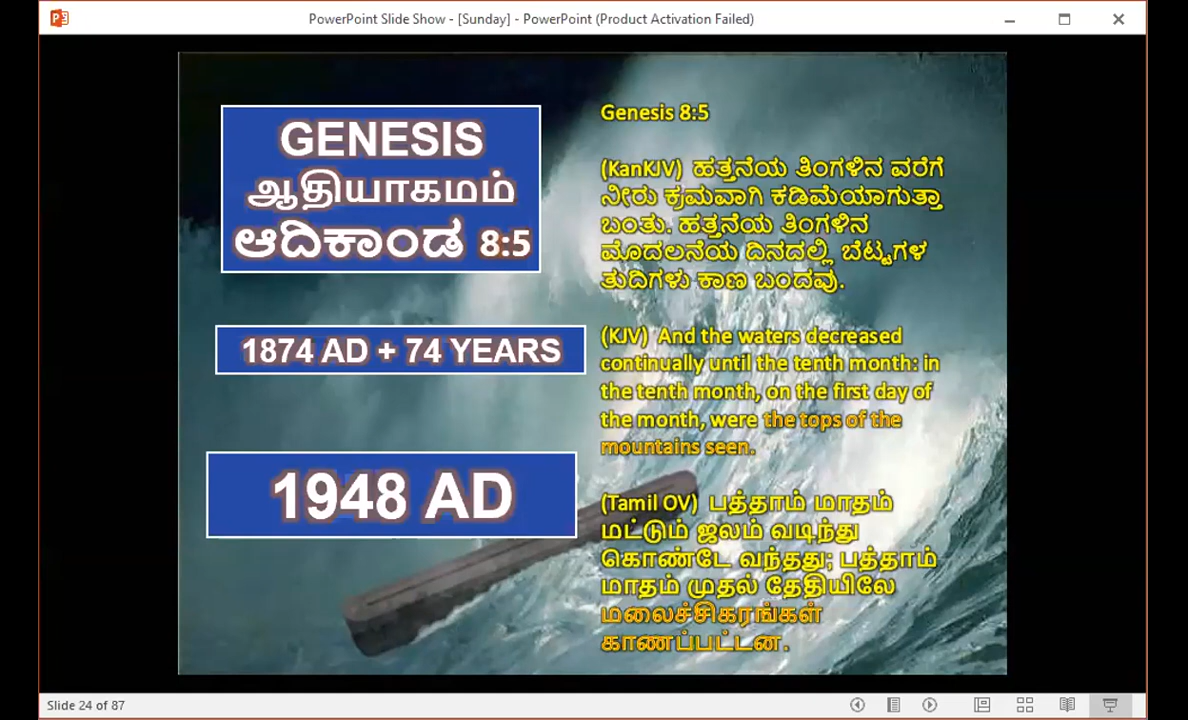 PowerPoint Slide Show - [Sunday] - PowerPoint (Product Activation Failed)
GENESIS
ஆதியாகமம்
ಆದಿಕಾಂಡ 8:5
1874 AD + 74 YEARS
1948 AD
Genesis 8:5
(KanKJV) ಹತ್ತನೆಯ ತಿಂಗಳಿನ ವರೆಗೆ
ನೀರು ಕ್ರಮವಾಗಿ ಕಡಿಮೆಯಾಗುತ್ತಾ
ಬಂತು. ಹತ್ತನೆಯ ತಿಂಗಳಿನ
ಮೊದಲನೆಯ ದಿನದಲ್ಲಿ ಬೆಟ್ಟಗಳ
ತುದಿಗಳು ಕಾಣ ಬಂದವು.
(KJV) And the waters decreased
continually until the tenth month: in
the tenth month, on the first day of
the month, were the tops of the
mountains seen.
(Tamil OV) பத்தாம் மாதம்
மட்டும் ஜலம் வடிந்து
கொண்டே வந்தது; பத்தாம்
மாதம் முதல் தேதியிலே
மலைச்சிகரங்கள்
காணப்பட்டன.
Slide 24 of 87